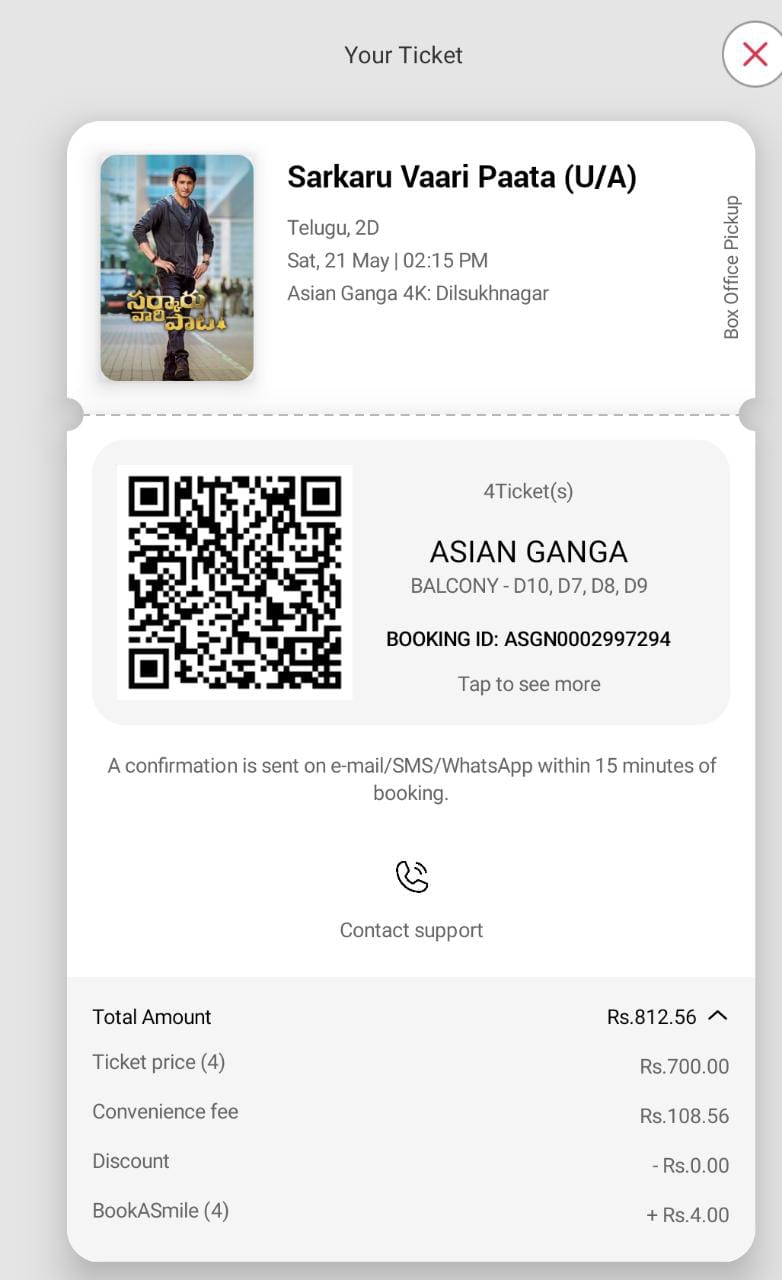 Your Ticket
Sarkaru Vaari Paata (U/A)
Telugu, 2D
Sat, 21 May | 02:15 PM
Asian Ganga 4K: Dilsukhnagar
Box Office Pickup
సర్కారు
వారి పాట
4Ticket(s)
ASIAN GANGA
BALCONY - D10, D7, D8, D9
BOOKING ID: ASGN0002997294
Tap to see more
A confirmation is sent on e-mail/SMS/WhatsApp within 15 minutes of
booking.
Contact support
Total Amount Rs.812.56
Ticket price (4) Rs.700.00
Convenience fee Rs.108.56
Discount - Rs.0.00
BookASmile (4) + Rs.4.00